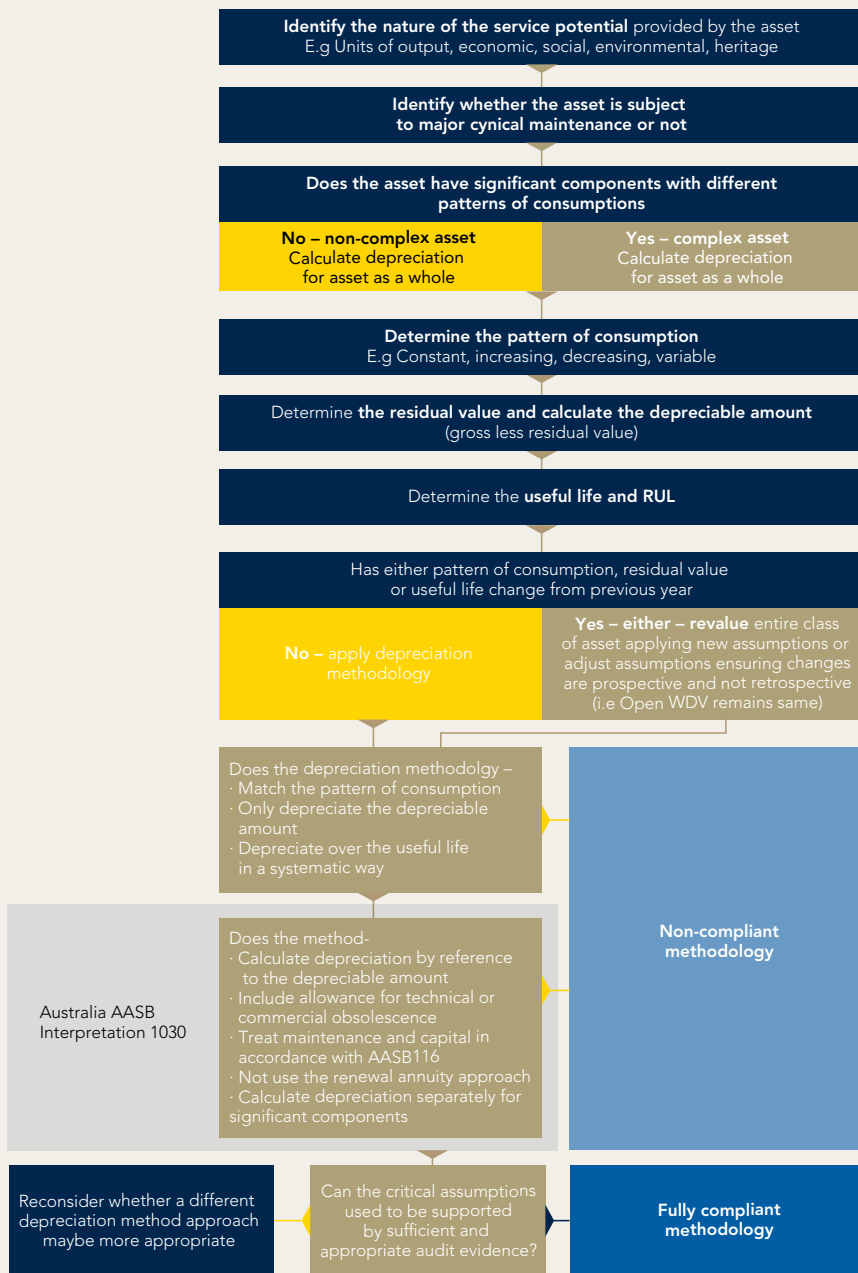 Identify the nature of the service potential provided by the asset
E.g Units of output, economic, social, environmental, heritage
Identify whether the asset is subject
to major cynical maintenance or not
Does the asset have significant components with different
patterns of consumptions
No – non-complex asset
Calculate depreciation
for asset as a whole
Yes – complex asset
Calculate depreciation
for asset as a whole
Determine the pattern of consumption
E.g Constant, increasing, decreasing, variable
Determine the residual value and calculate the depreciable amount
(gross less residual value)
Determine the useful life and RUL
Has either pattern of consumption, residual value
or useful life change from previous year
No – apply depreciation
methodology
Yes – either – revalue entire class
of asset applying new assumptions or
adjust assumptions ensuring changes
are prospective and not retrospective
(i.e Open WDV remains same)
Does the depreciation methodolgy –
· Match the pattern of consumption
· Only depreciate the depreciable
amount
· Depreciate over the useful life
in a systematic way
Non-compliant
methodology
Australia AASB
Interpretation 1030
Does the method-
· Calculate depreciation by reference
to the depreciable amount
· Include allowance for technical or
commercial obsolescence
· Treat maintenance and capital in
accordance with AASB116
· Not use the renewal annuity approach
· Calculate depreciation separately for
significant components
Reconsider whether a different
depreciation method approach
maybe more appropriate
Can the critical assumptions
used to be supported
by sufficient and
appropriate audit evidence?
Fully compliant
methodology